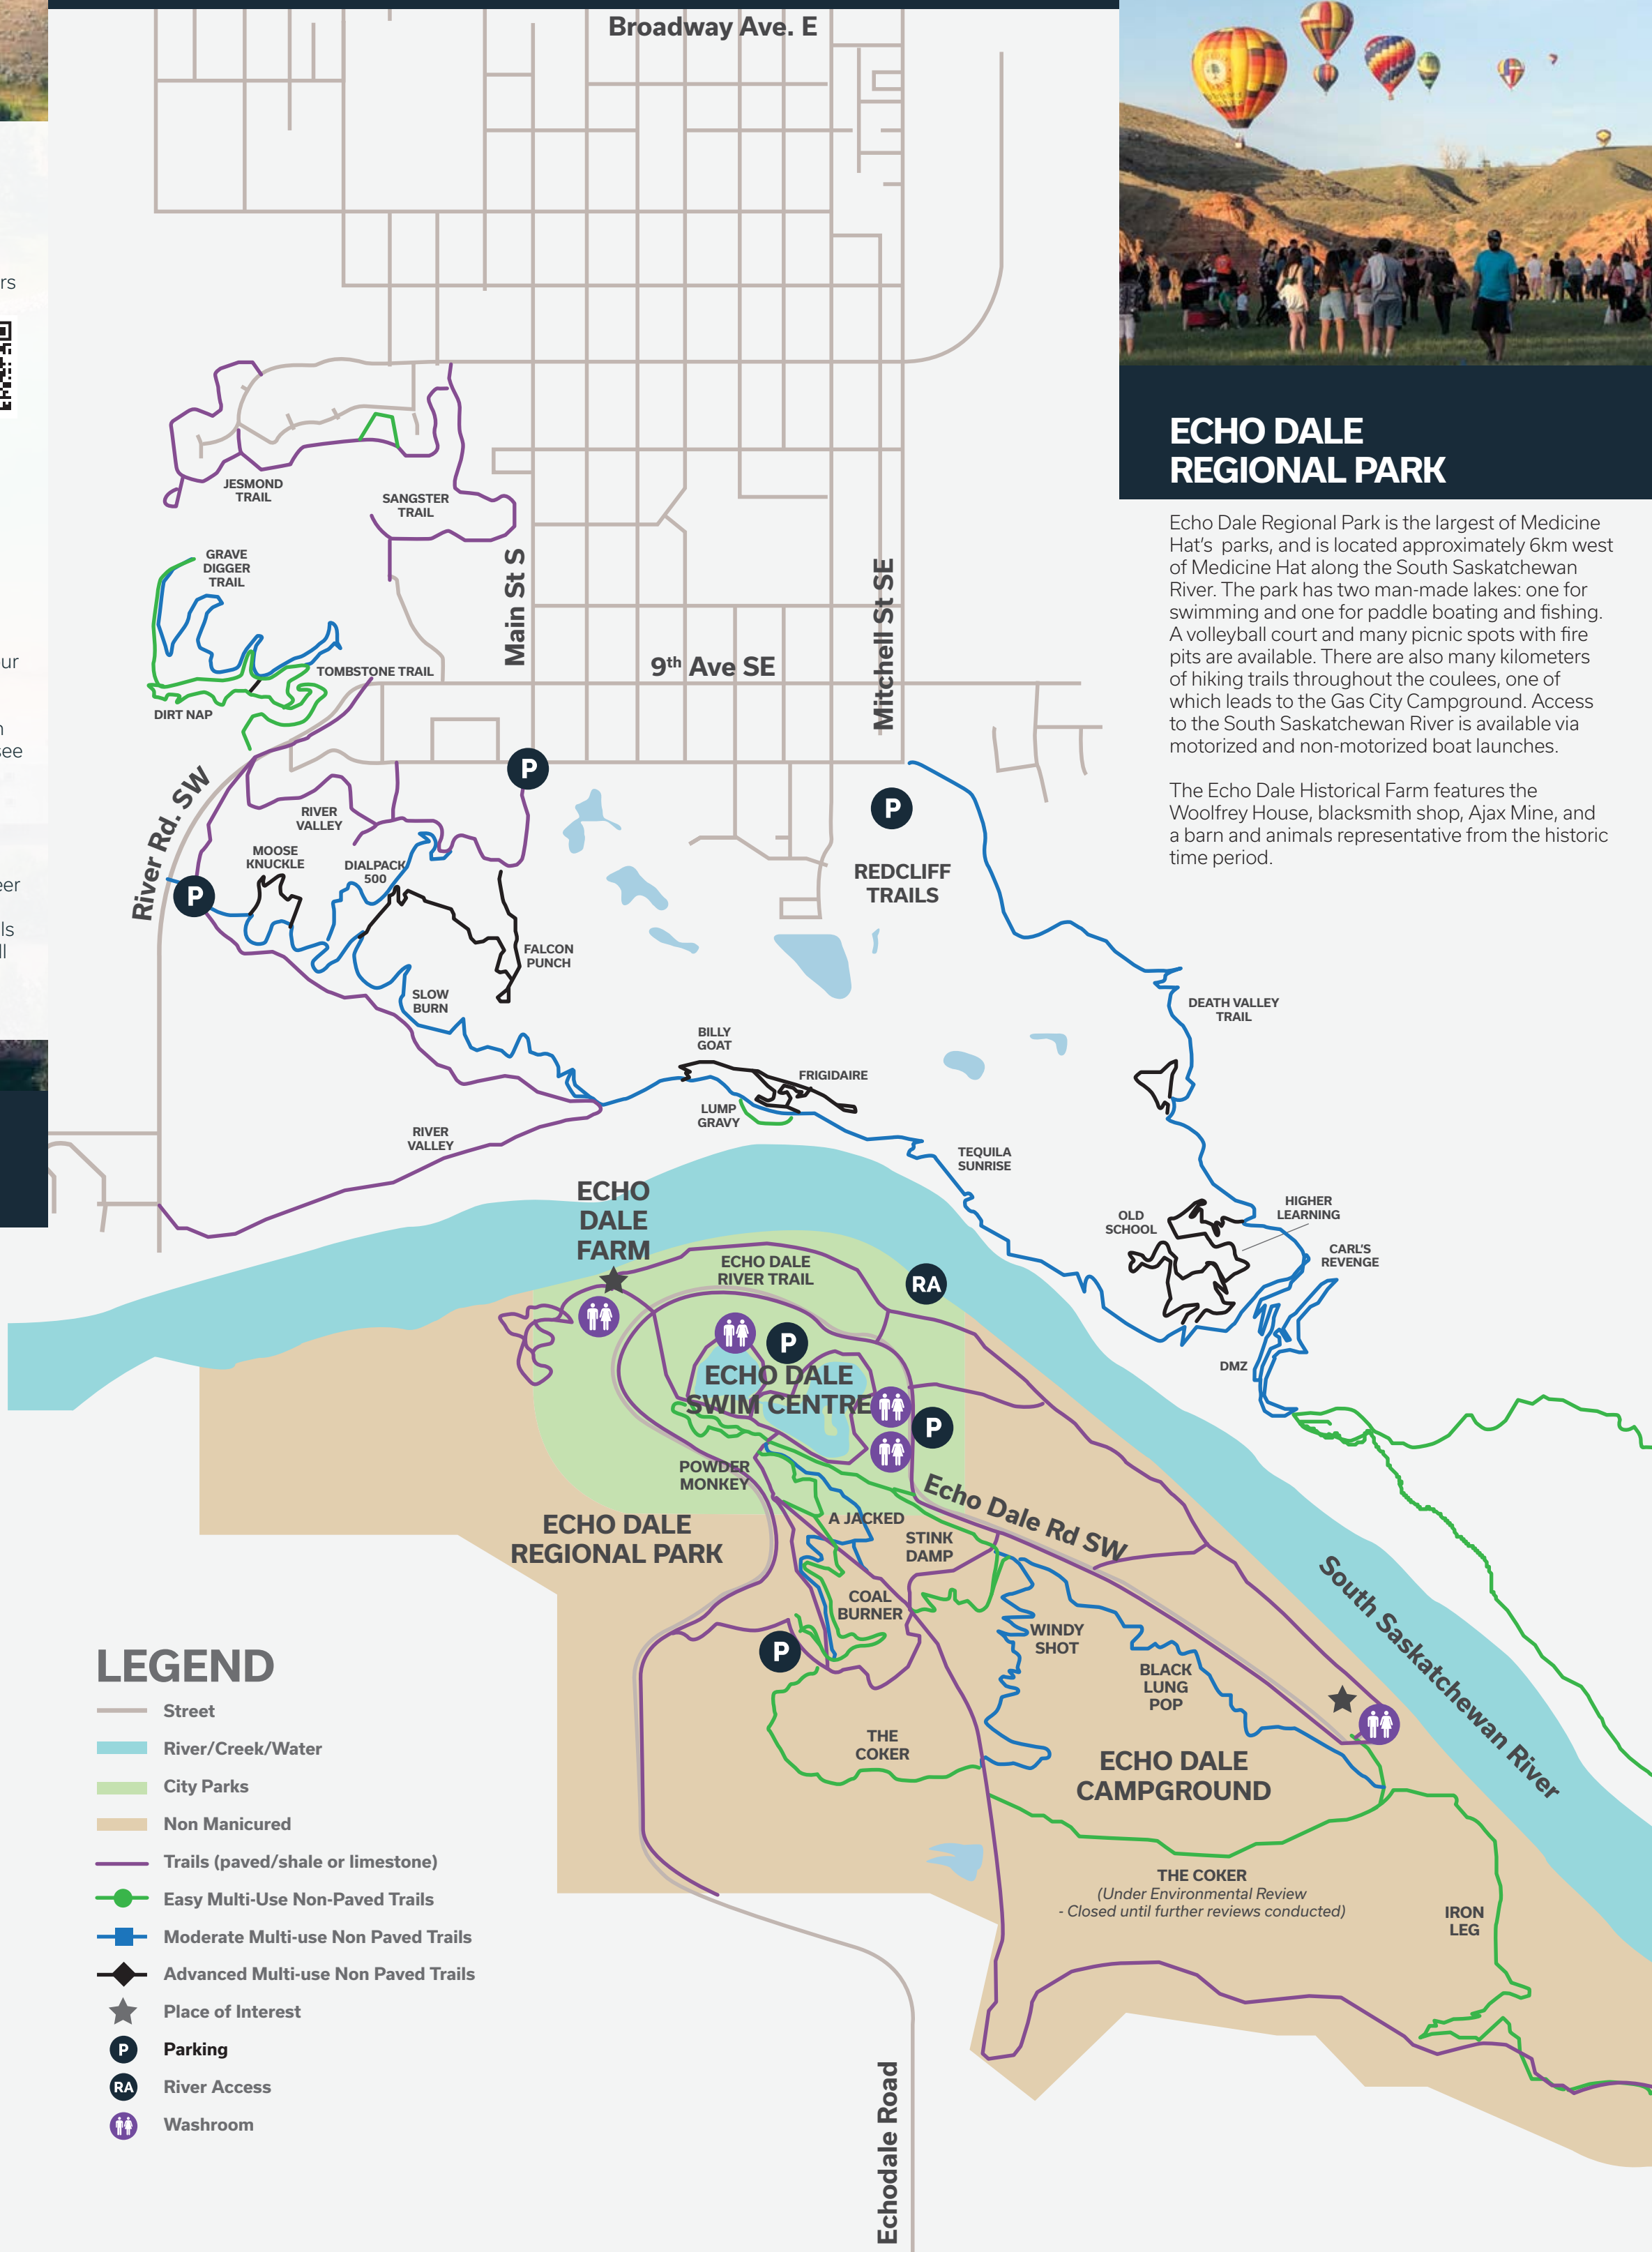 Broadway Ave. E
rs
ur
n
see
eer
ls
ll
JESMOND
TRAIL
SANGSTER
TRAIL
GRAVE
DIGGER
TRAIL
Main St S
Mitchell St SE
9th Ave SE
TOMBSTONE TRAIL
DIRT NAP
River Rd. SW
P
P
P
RIVER
VALLEY
MOOSE
KNUCKLE
DIALPACK
500
REDCLIFF
TRAILS
FALCON
PUNCH
SLOW
BURN
DEATH VALLEY
TRAIL
BILLY
GOAT
FRIGIDAIRE
LUMP
GRAVY
RIVER
VALLEY
TEQUILA
SUNRISE
OLD
SCHOOL
HIGHER
LEARNING
CARL'S
REVENGE
DMZ
ECHO DALE
REGIONAL PARK
Echo Dale Regional Park is the largest of Medicine
Hat's parks, and is located approximately 6km west
of Medicine Hat along the South Saskatchewan
River. The park has two man-made lakes: one for
swimming and one for paddle boating and fishing.
A volleyball court and many picnic spots with fire
pits are available. There are also many kilometers
of hiking trails throughout the coulees, one of
which leads to the Gas City Campground. Access
to the South Saskatchewan River is available via
motorized and non-motorized boat launches.
The Echo Dale Historical Farm features the
Woolfrey House, blacksmith shop, Ajax Mine, and
a barn and animals representative from the historic
time period.
ECHO
DALE
FARM
ECHO DALE
RIVER TRAIL
RA
P
ECHO DALE
SWIM CENTRE
P
POWDER
MONKEY
Echo Dale Rd SW
A JACKED
ECHO DALE
REGIONAL PARK
STINK
DAMP
COAL
BURNER
P
WINDY
SHOT
BLACK
LUNG
POP
South Saskatchewan River
THE
COKER
ECHO DALE
CAMPGROUND
THE COKER
(Under Environmental Review
- Closed until further reviews conducted)
IRON
LEG
Echodale Road
LEGEND
Street
River/Creek/Water
City Parks
Non Manicured
Trails (paved/shale or limestone)
Easy Multi-Use Non-Paved Trails
Moderate Multi-use Non Paved Trails
Advanced Multi-use Non Paved Trails
Place of Interest
P Parking
RA River Access
Washroom